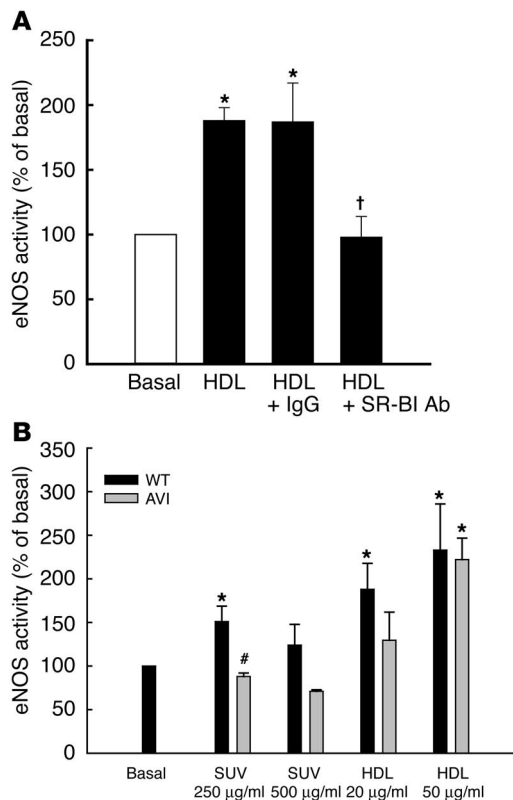 A
250
200
150
100
50
0
eNOS activity (% of basal)
*
*
†
Basal
HDL
HDL
+ IgG
HDL
+ SR-BI Ab
B
350
300
250
200
150
100
50
0
eNOS activity (% of basal)
WT
AVI
*
#
*
*
*
Basal
SUV
250 μg/ml
SUV
500 μg/ml
HDL
20 μg/ml
HDL
50 μg/ml